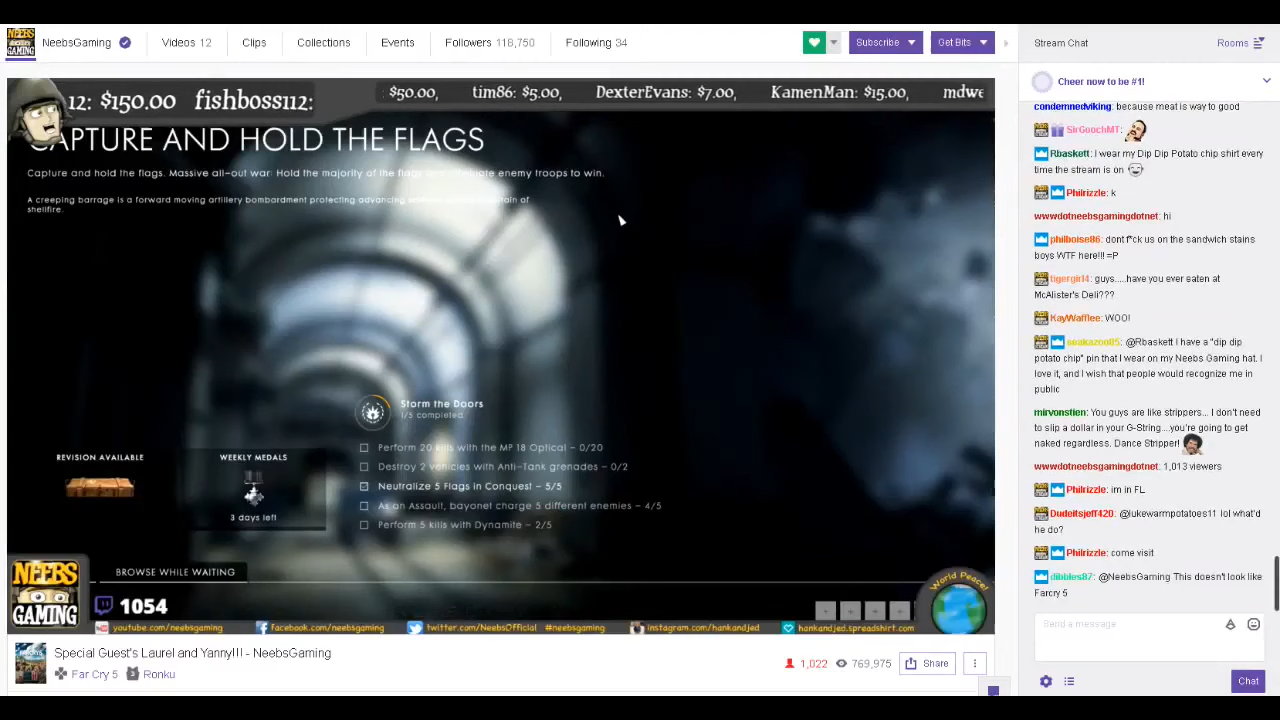 NeebsGaming Videos 12 Clips Collections Events Followers 118,750 Following 34 Subscribe Get Bits
12: $150.00 fishboss112: $50.00, tim86: $5.00, DexterEvans: $7.00, KamenMan: $15.00, mdwe
CAPTURE AND HOLD THE FLAGS
Capture and hold the flags. Massive all-out war. Hold the majority of the flags enemy troops to win.
A creeping barrage is a forward moving artillery bombardment protecting advancing
shellfire.
Storm the Doors
1/5 completed.
Perform 20 kills with the MP 18 Optical - 0/20
Destroy 2 vehicles with Anti-Tank grenades - 0/2
Neutralize 5 Flags in Conquest - 5/5
As an Assault, bayonet charge 5 different enemies - 4/5
Perform 5 kills with Dynamite - 2/5
REVISION AVAILABLE
WEEKLY MEDALS
3 days left
BROWSE WHILE WAITING
NEEBS
GAMING
1054
World Peace!
youtube.com/neebsgaming facebook.com/neebsgaming twitter.com/NeebsOfficial #neebsgaming instagram.com/hankandjed hankandjed.spreadshirt.com
Special Guest's Laurel and Yanny!!! - NeebsGaming
Far Cry 5 Ronku
1,022 769,975 Share
Stream Chat Rooms
Cheer now to be #1!
condemnedviking: because meat is way to good
SirGoochMT:
Rbaskett: I wear my Dip Dip Potato chip shirt every
time the stream is on
Philrizzle: k
wwwdotneebsgamingdotnet: hi
philboise86: dont f*ck us on the sandwich stains
boys WTF here!!! =P
tigergirl4: guys.....have you ever eaten at
McAlister's Deli???
KayWafflee: WOO!
@Rbaskett I have a "dip dip
potato chip" pin that I wear on my Neebs Gaming hat. I
love it, and I wish that people would recognize me in
public
mirvonstien: You guys are like strippers... I don't need
to slip a dollar in your G-String....you're going to get
naked regardless. Dance Stripper!
wwwdotneebsgamingdotnet: 1,013 viewers
Philrizzle: im in FL.
Dudeitsjeff420: @lukewarmpotatoes11 lol what'd
he do?
Philrizzle: come visit
dibbles87: @NeebsGaming This doesn't look like
Farcry 5
Send a message
Chat